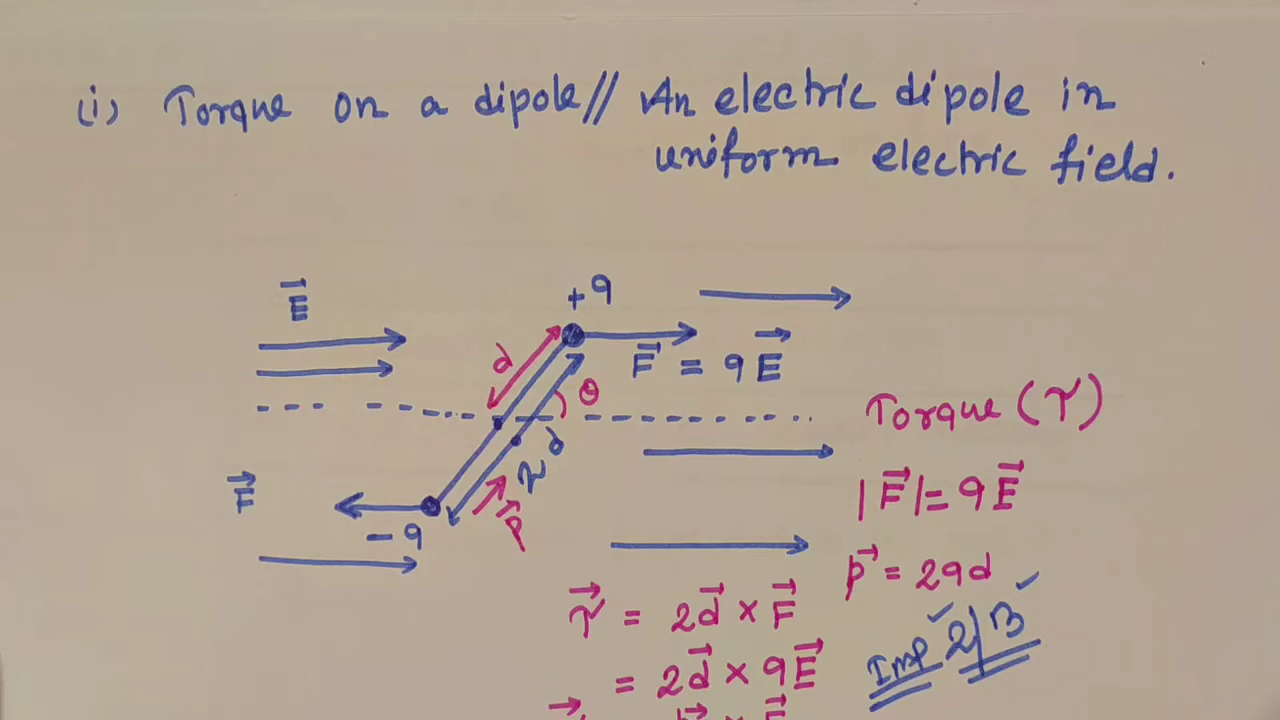 (i) Torque on a dipole // An electric dipole in
uniform electric field.
E⃗
+q
d
F⃗ = qE⃗
θ
2d
p⃗
F⃗
-q
Torque (τ)
|F⃗| = qE⃗
p⃗ = 2qd
τ⃗ = 2d⃗ × F⃗
= 2d⃗ × qE⃗
Imp 2/3